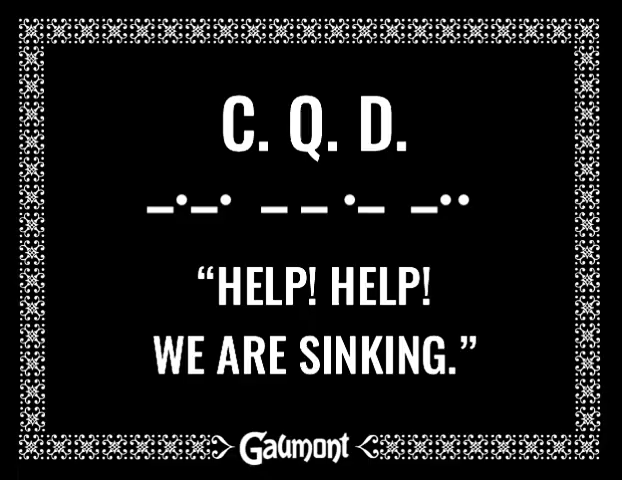 C. Q. D.
–·–· – – ·– –··
“HELP! HELP!
WE ARE SINKING.”
Gaumont